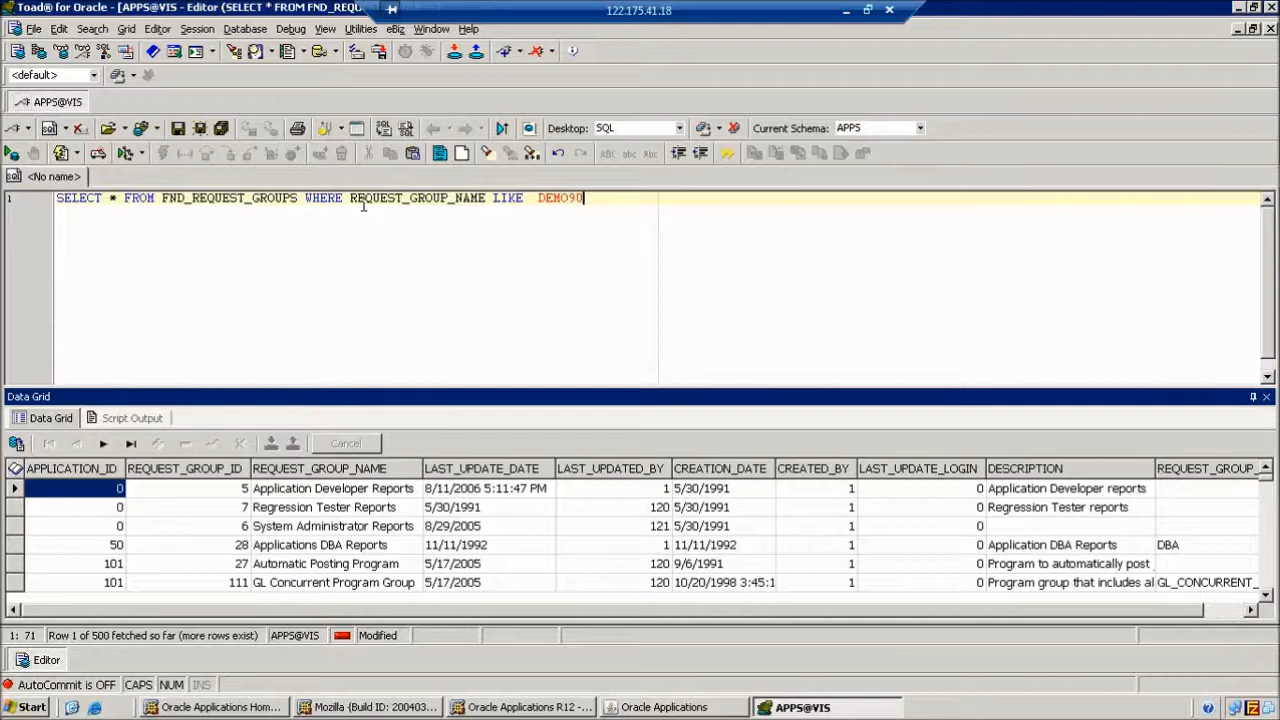 Toad® for Oracle - [APPS@VIS - Editor (SELECT * FROM FND_REQU
122.175.41.18
File Edit Search Grid Editor Session Database Debug View Utilities eBiz Window Help
<default>
APPS@VIS
Desktop: SQL Current Schema: APPS
<No name>
1 SELECT * FROM FND_REQUEST_GROUPS WHERE REQUEST_GROUP_NAME LIKE DEMO90
Data Grid
Data Grid Script Output
Cancel
APPLICATION_ID REQUEST_GROUP_ID REQUEST_GROUP_NAME LAST_UPDATE_DATE LAST_UPDATED_BY CREATION_DATE CREATED_BY LAST_UPDATE_LOGIN DESCRIPTION REQUEST_GROUP_
0 5 Application Developer Reports 8/11/2006 5:11:47 PM 1 5/30/1991 1 0 Application Developer reports
0 7 Regression Tester Reports 5/30/1991 120 5/30/1991 1 0 Regression Tester reports
0 6 System Administrator Reports 8/29/2005 121 5/30/1991 1 0
50 28 Applications DBA Reports 11/11/1992 1 11/11/1992 1 0 Application DBA Reports DBA
101 27 Automatic Posting Program 5/17/2005 120 9/6/1991 1 0 Program to automatically post
101 111 GL Concurrent Program Group 5/17/2005 120 10/20/1998 3:45:1 1 0 Program group that includes al GL_CONCURRENT_
1: 71 Row 1 of 500 fetched so far (more rows exist) APPS@VIS Modified
Editor
AutoCommit is OFF CAPS NUM INS
Start Oracle Applications Hom... Mozilla {Build ID: 200403... Oracle Applications R12 -... Oracle Applications APPS@VIS